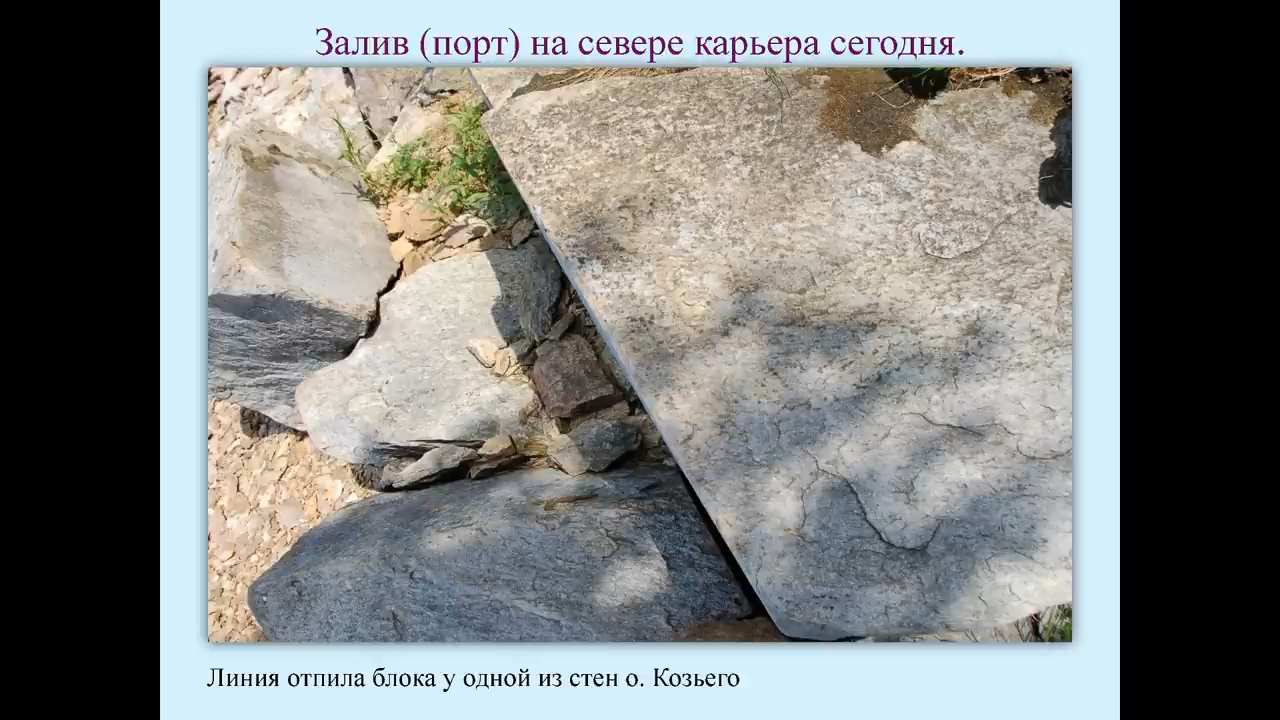 Залив (порт) на севере карьера сегодня.
Линия отпила блока у одной из стен о. Козьего